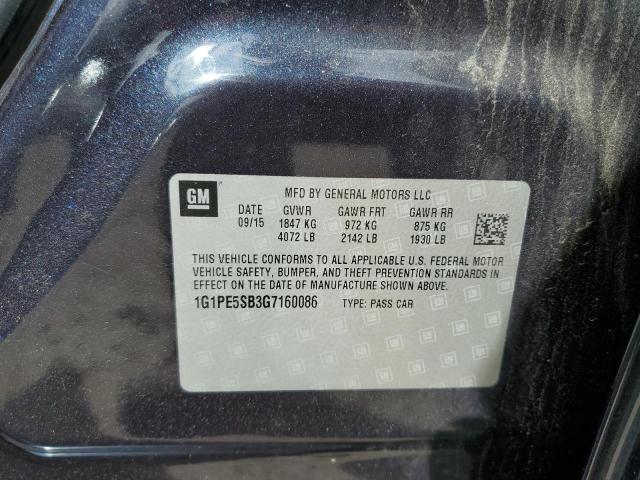 GM
MFD BY GENERAL MOTORS LLC
DATE GVWR GAWR FRT GAWR RR
09/15 1847 KG 972 KG 875 KG
4072 LB 2142 LB 1930 LB
THIS VEHICLE CONFORMS TO ALL APPLICABLE U.S. FEDERAL MOTOR
VEHICLE SAFETY, BUMPER, AND THEFT PREVENTION STANDARDS IN
EFFECT ON THE DATE OF MANUFACTURE SHOWN ABOVE.
1G1PE5SB3G7160086 TYPE: PASS CAR